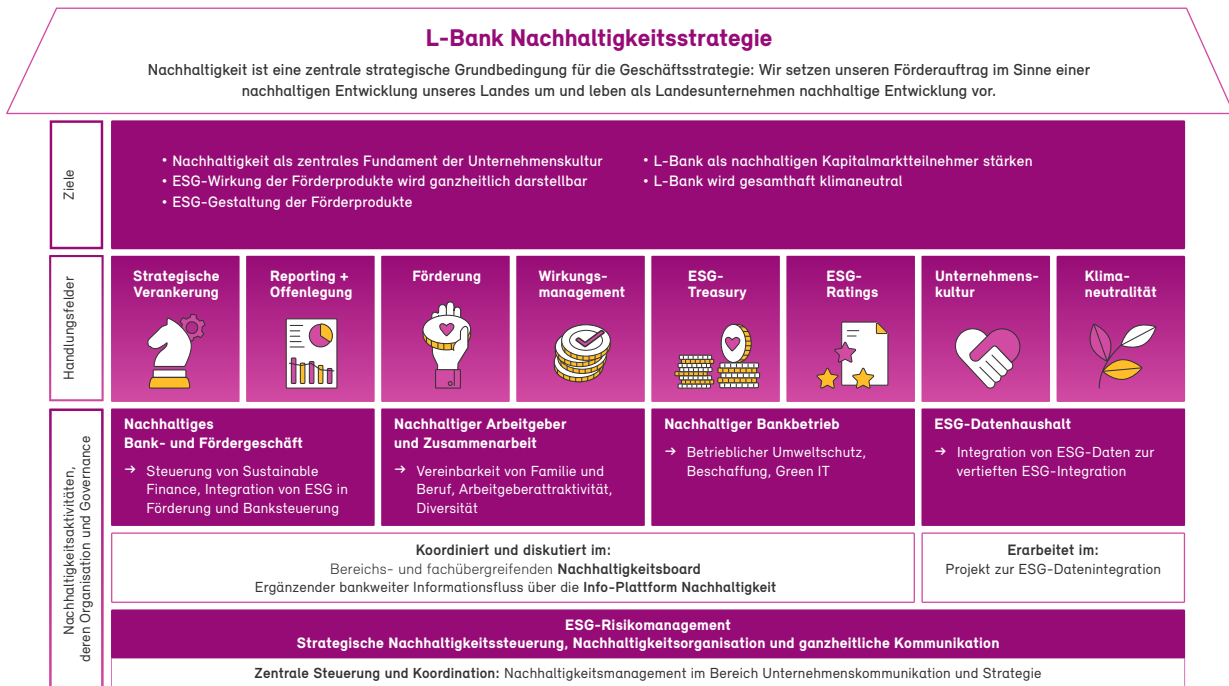 L-Bank Nachhaltigkeitsstrategie
Nachhaltigkeit ist eine zentrale strategische Grundbedingung für die Geschäftsstrategie: Wir setzen unseren Förderauftrag im Sinne einer
nachhaltigen Entwicklung unseres Landes um und leben als Landesunternehmen nachhaltige Entwicklung vor.
Ziele
• Nachhaltigkeit als zentrales Fundament der Unternehmenskultur
• ESG-Wirkung der Förderprodukte wird ganzheitlich darstellbar
• ESG-Gestaltung der Förderprodukte
• L-Bank als nachhaltigen Kapitalmarktteilnehmer stärken
• L-Bank wird gesamthaft klimaneutral
Handlungsfelder
Strategische
Verankerung
Reporting +
Offenlegung
Förderung
Wirkungs-
management
ESG-
Treasury
ESG-
Ratings
Unternehmens-
kultur
Klima-
neutralität
Nachhaltigkeitsaktivitäten,
deren Organisation und Governance
Nachhaltiges
Bank- und Fördergeschäft
→ Steuerung von Sustainable
Finance, Integration von ESG in
Förderung und Banksteuerung
Nachhaltiger Arbeitgeber
und Zusammenarbeit
→ Vereinbarkeit von Familie und
Beruf, Arbeitgeberattraktivität,
Diversität
Nachhaltiger Bankbetrieb
→ Betrieblicher Umweltschutz,
Beschaffung, Green IT
ESG-Datenhaushalt
→ Integration von ESG-Daten zur
vertieften ESG-Integration
Koordiniert und diskutiert im:
Bereichs- und fachübergreifenden Nachhaltigkeitsboard
Ergänzender bankweiter Informationsfluss über die Info-Plattform Nachhaltigkeit
Erarbeitet im:
Projekt zur ESG-Datenintegration
ESG-Risikomanagement
Strategische Nachhaltigkeitssteuerung, Nachhaltigkeitsorganisation und ganzheitliche Kommunikation
Zentrale Steuerung und Koordination: Nachhaltigkeitsmanagement im Bereich Unternehmenskommunikation und Strategie